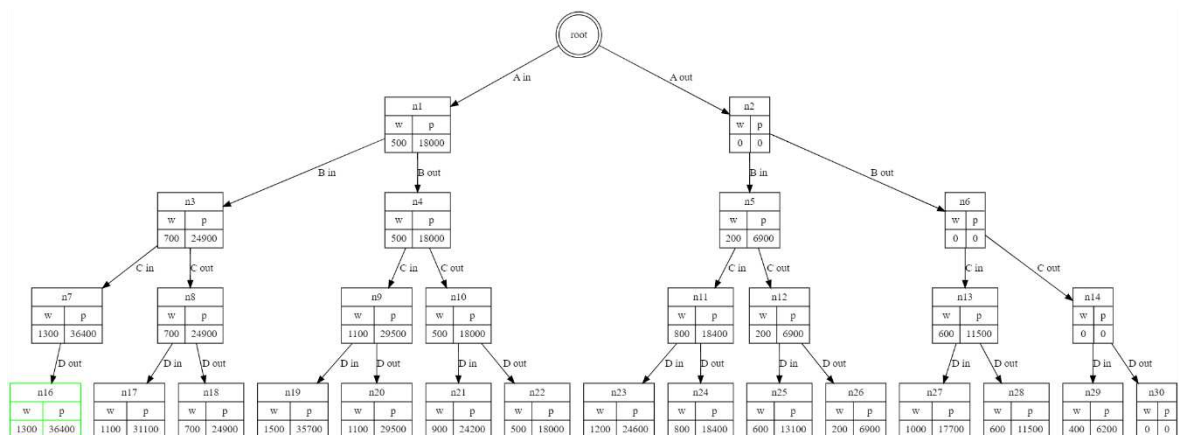 root
A in
A out
n1
w p
500 18000
n2
w p
0 0
B in
B out
B in
B out
n3
w p
700 24900
n4
w p
500 18000
n5
w p
200 6900
n6
w p
0 0
C in
C out
C in
C out
C in
C out
C in
C out
n7
w p
1300 36400
n8
w p
700 24900
n9
w p
1100 29500
n10
w p
500 18000
n11
w p
800 18400
n12
w p
200 6900
n13
w p
600 11500
n14
w p
0 0
D out
D in
D out
D in
D out
D in
D out
D in
D out
D in
D out
D in
D out
D in
D out
n16
w p
1300 36400
n17
w p
1100 31100
n18
w p
700 24900
n19
w p
1500 35700
n20
w p
1100 29500
n21
w p
900 24200
n22
w p
500 18000
n23
w p
1200 24600
n24
w p
800 18400
n25
w p
600 13100
n26
w p
200 6900
n27
w p
1000 17700
n28
w p
600 11500
n29
w p
400 6200
n30
w p
0 0